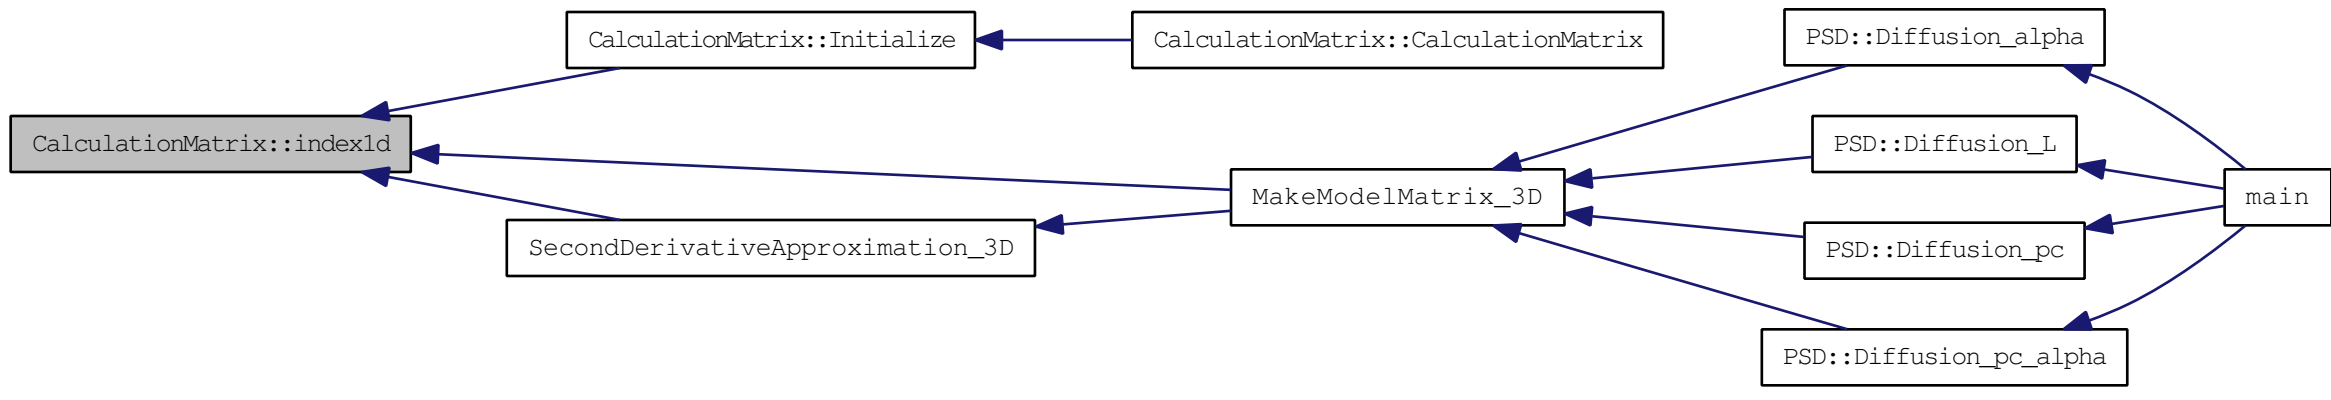 CalculationMatrix::index1d
CalculationMatrix::Initialize
CalculationMatrix::CalculationMatrix
SecondDerivativeApproximation_3D
MakeModelMatrix_3D
PSD::Diffusion_alpha
PSD::Diffusion_L
PSD::Diffusion_pc
PSD::Diffusion_pc_alpha
main